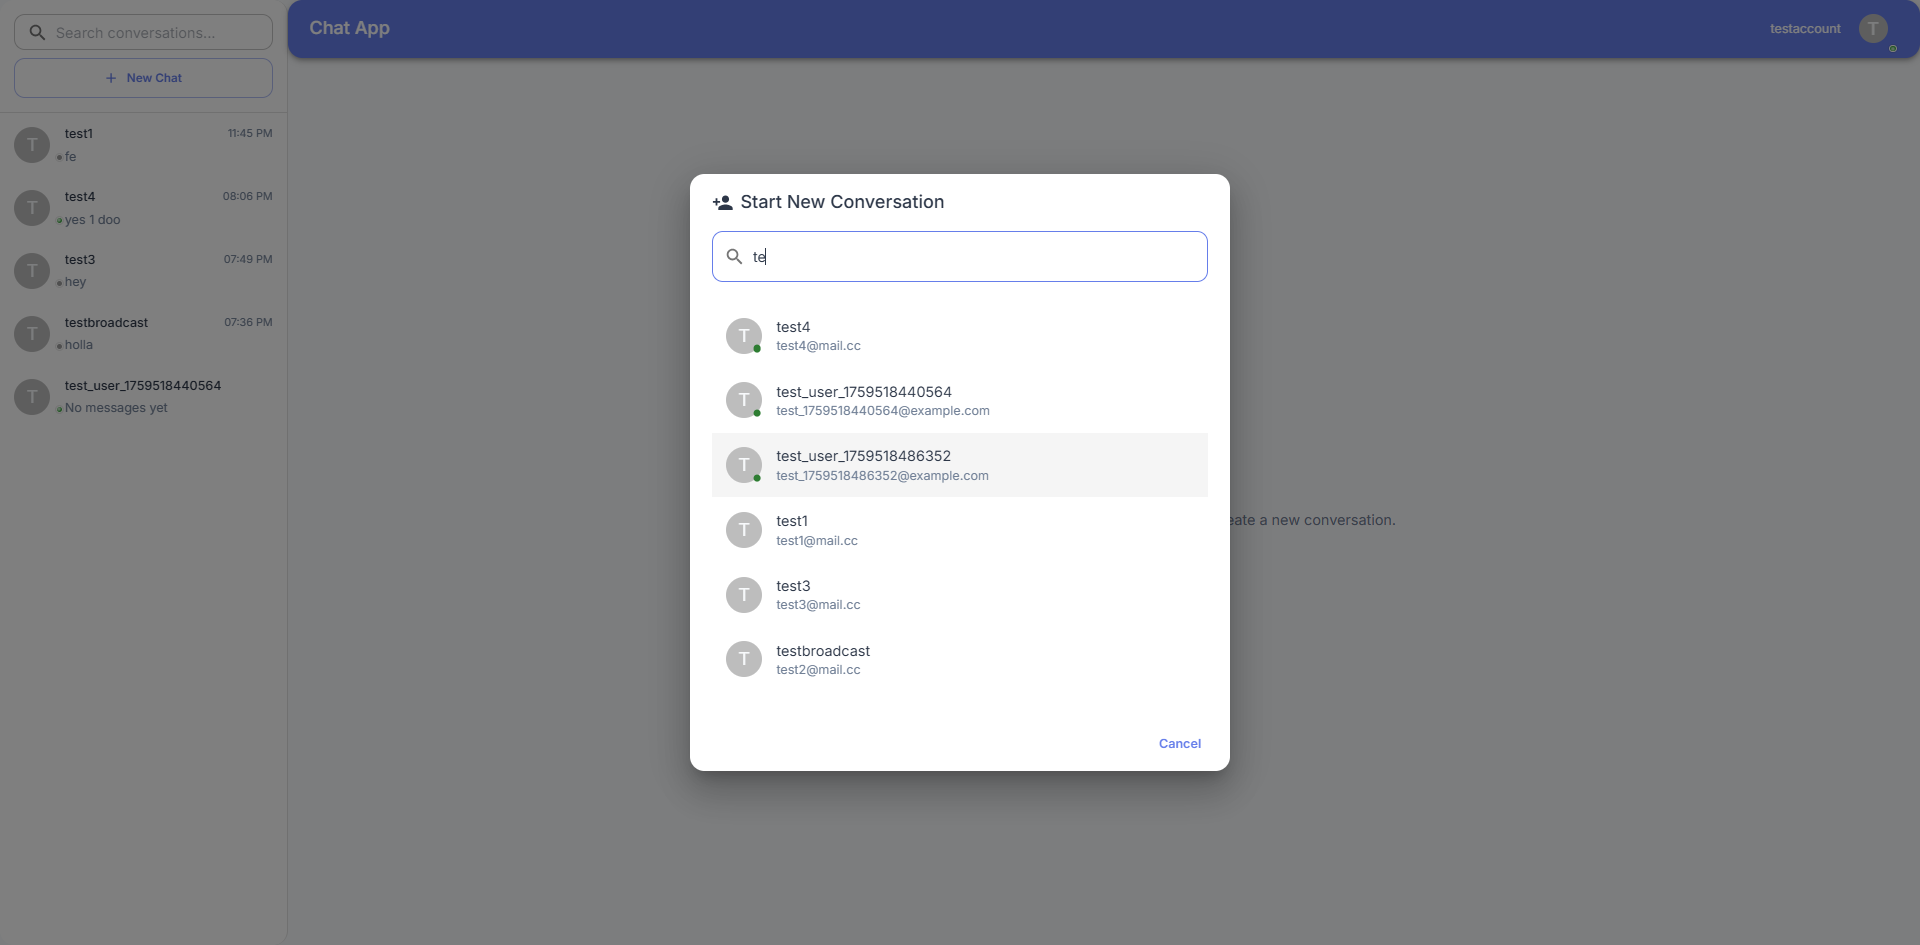 Search conversations...
+ New Chat
T
test1
11:45 PM
fe
T
test4
08:06 PM
yes 1 doo
T
test3
07:49 PM
hey
T
testbroadcast
07:36 PM
holla
T
test_user_1759518440564
No messages yet
Chat App
testaccount
T
Start New Conversation
te
T
test4
test4@mail.cc
T
test_user_1759518440564
test_1759518440564@example.com
T
test_user_1759518486352
test_1759518486352@example.com
T
test1
test1@mail.cc
T
test3
test3@mail.cc
T
testbroadcast
test2@mail.cc
Cancel
eate a new conversation.